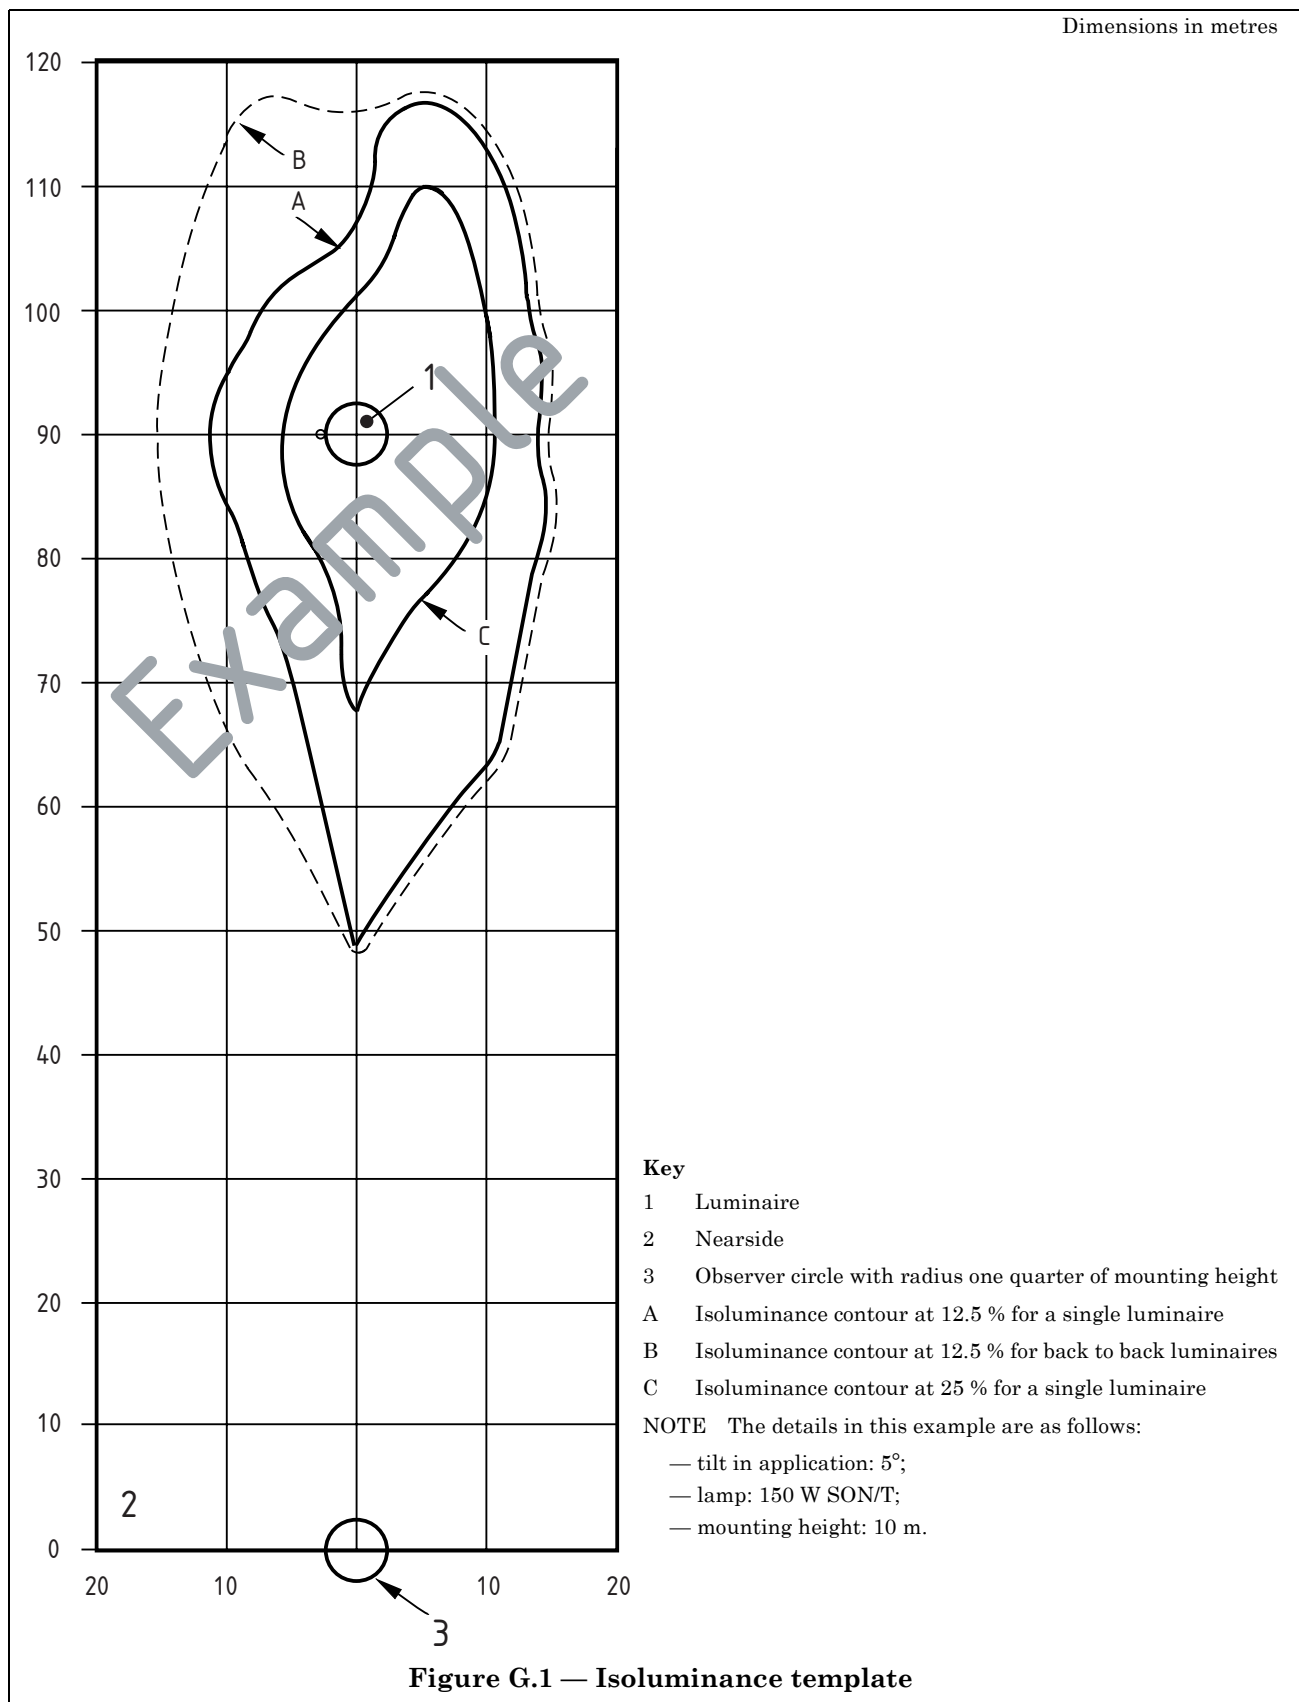 Dimensions in metres
120
110
100
90
80
70
60
50
40
30
20
10
0
20 10 10 20
B
A
1
C
2
3
Example
Key
1 Luminaire
2 Nearside
3 Observer circle with radius one quarter of mounting height
A Isoluminance contour at 12.5 % for a single luminaire
B Isoluminance contour at 12.5 % for back to back luminaires
C Isoluminance contour at 25 % for a single luminaire
NOTE The details in this example are as follows:
— tilt in application: 5°;
— lamp: 150 W SON/T;
— mounting height: 10 m.
Figure G.1 — Isoluminance template